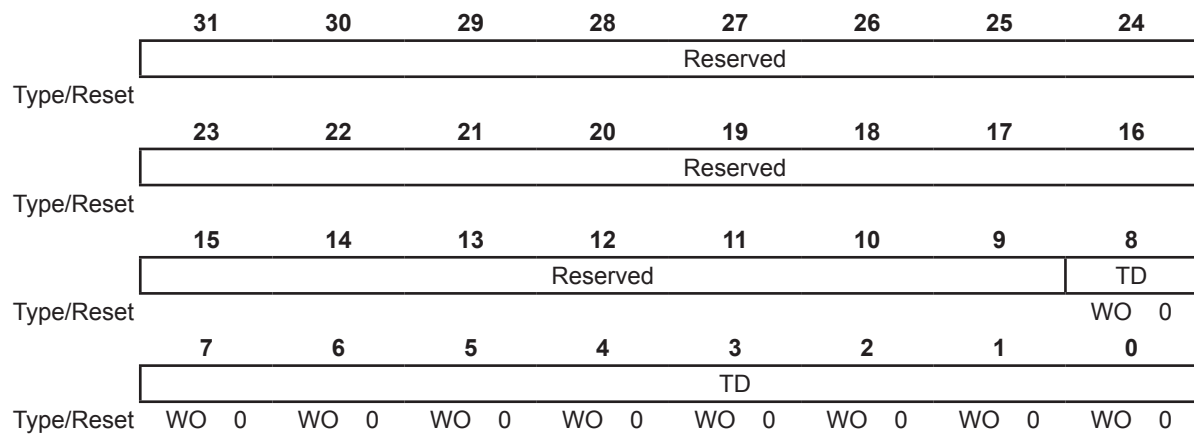 31 30 29 28 27 26 25 24
Reserved
Type/Reset
23 22 21 20 19 18 17 16
Reserved
Type/Reset
15 14 13 12 11 10 9 8
Reserved TD
Type/Reset WO 0
7 6 5 4 3 2 1 0
TD
Type/Reset WO 0 WO 0 WO 0 WO 0 WO 0 WO 0 WO 0 WO 0